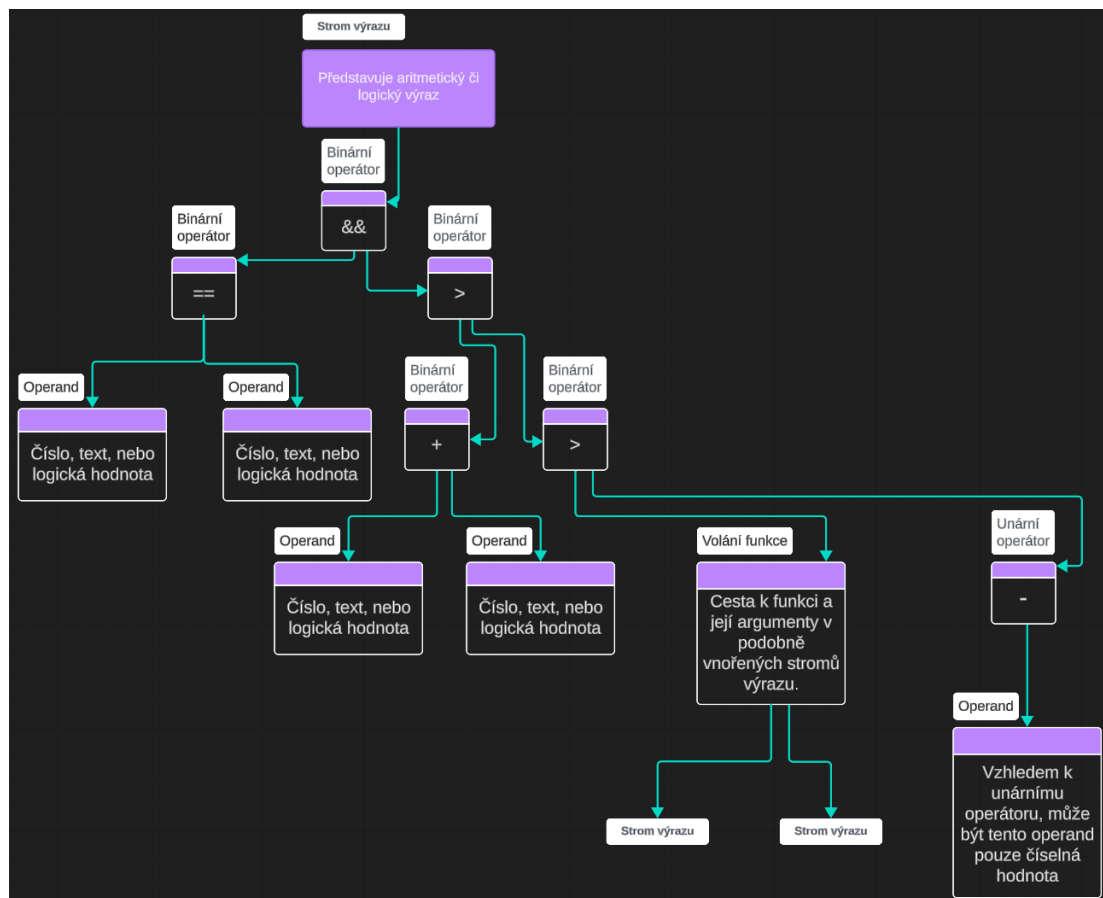 Strom výrazu
Představuje aritmetický či
logický výraz
Binární
operátor
&&
Binární
operátor
==
Binární
operátor
>
Operand
Číslo, text, nebo
logická hodnota
Operand
Číslo, text, nebo
logická hodnota
Binární
operátor
+
Binární
operátor
>
Operand
Číslo, text, nebo
logická hodnota
Operand
Číslo, text, nebo
logická hodnota
Volání funkce
Cesta k funkci a
její argumenty v
podobně
vnořených stromů
výrazu.
Unární
operátor
-
Strom výrazu
Strom výrazu
Operand
Vzhledem k
unárnímu
operátoru, může
být tento operand
pouze číselná
hodnota